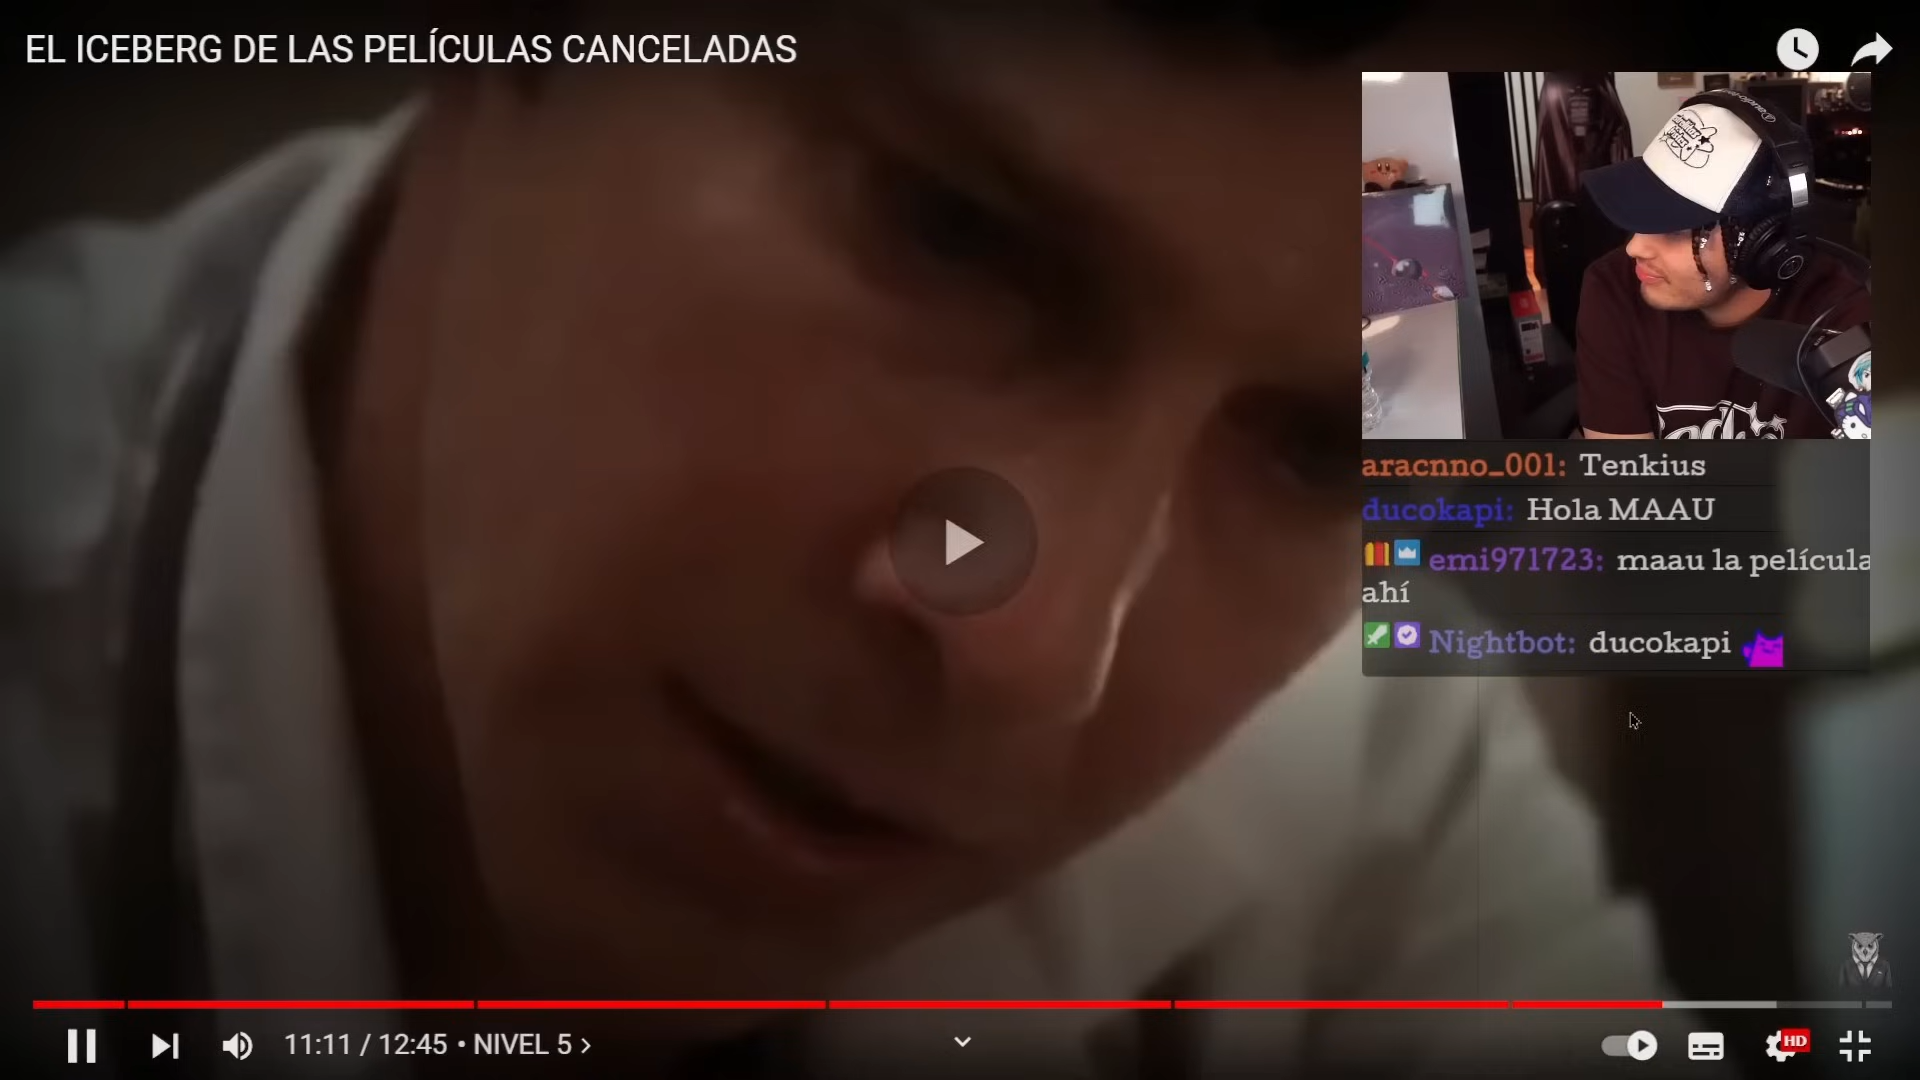 EL ICEBERG DE LAS PELÍCULAS CANCELADAS
aracnno_001: Tenkius
ducokapi: Hola MAAU
emi971723: maau la película
ahí
Nightbot: ducokapi
11:11 / 12:45 • NIVEL 5 >
HD